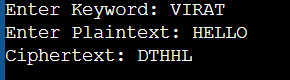 Enter Keyword: VIRAT
Enter Plaintext: HELLO
Ciphertext: DTHHL